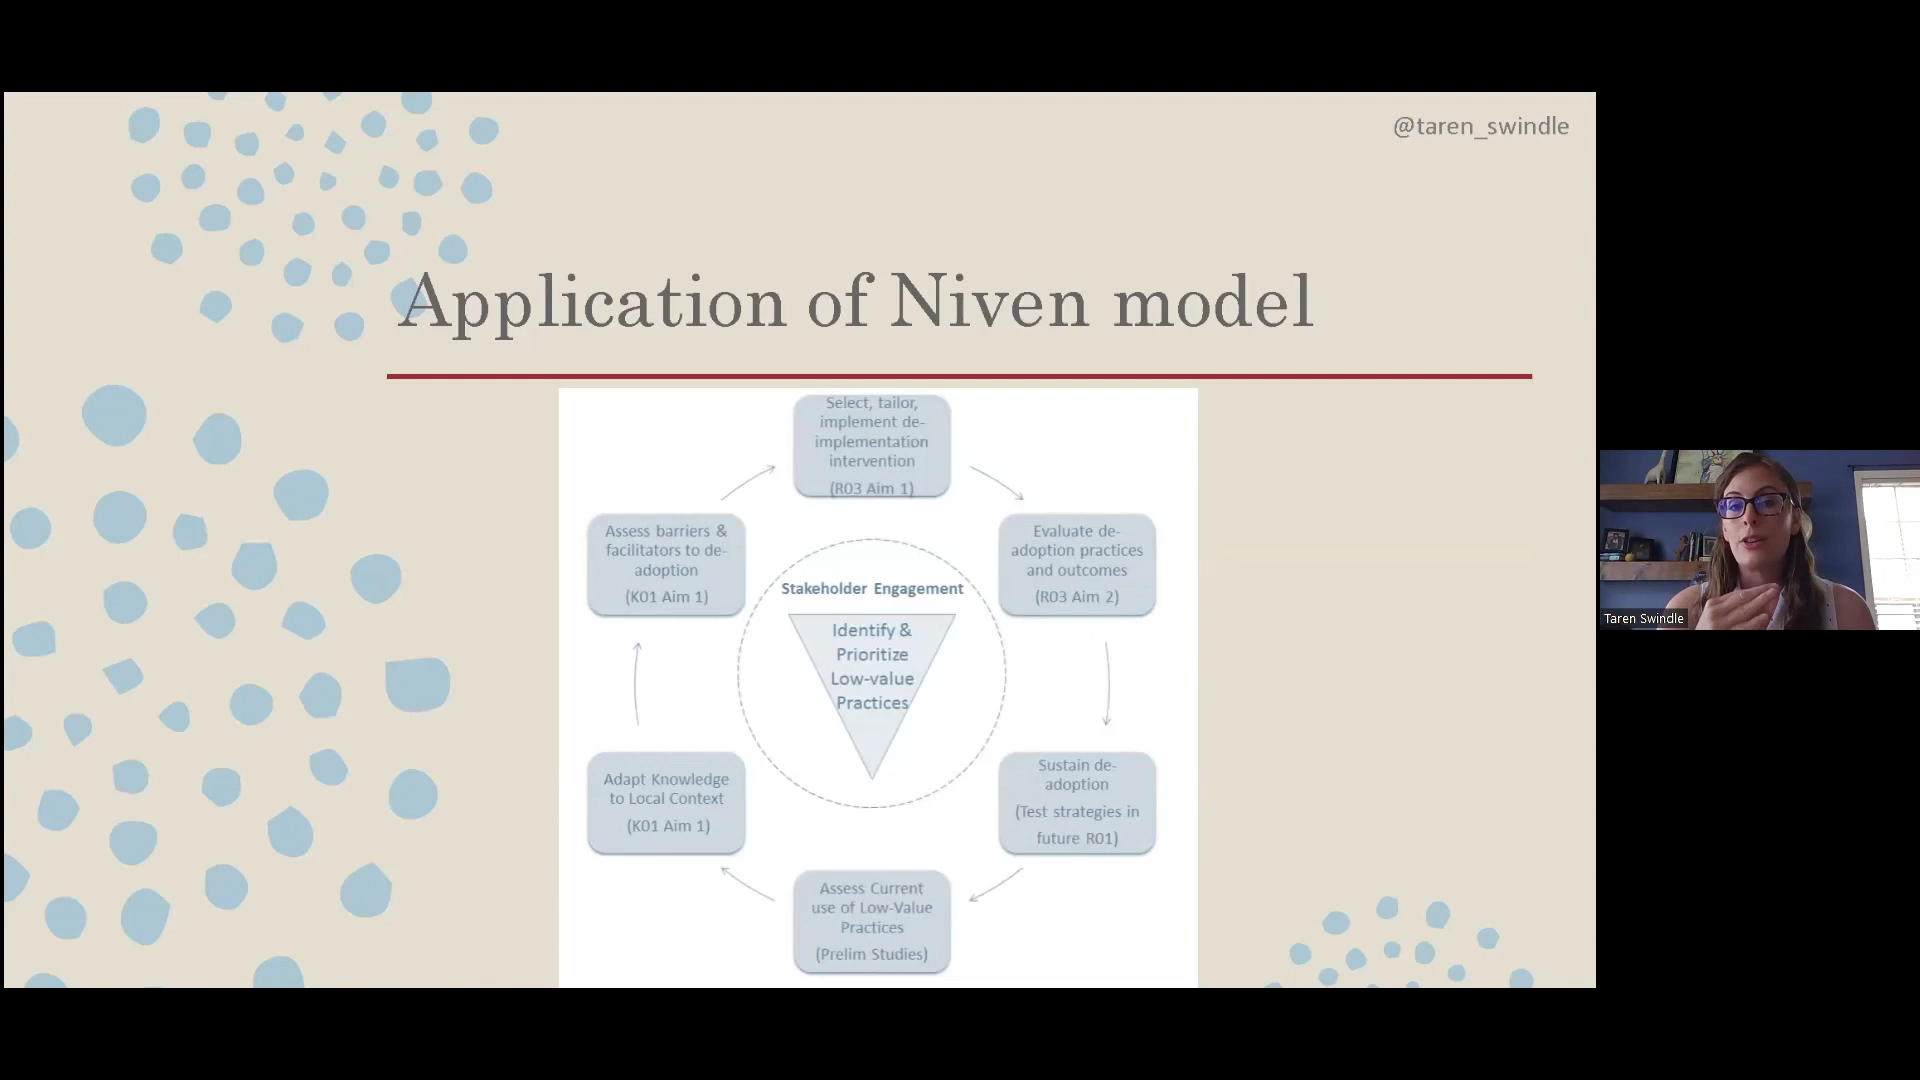 @taren_swindle
Application of Niven model
Select, tailor,
implement de-
implementation
intervention
(R03 Aim 1)
Assess barriers &
facilitators to de-
adoption
(K01 Aim 1)
Evaluate de-
adoption practices
and outcomes
(R03 Aim 2)
Stakeholder Engagement
Identify &
Prioritize
Low-value
Practices
Adapt Knowledge
to Local Context
(K01 Aim 1)
Sustain de-
adoption
(Test strategies in
future R01)
Assess Current
use of Low-Value
Practices
(Prelim Studies)
Taren Swindle